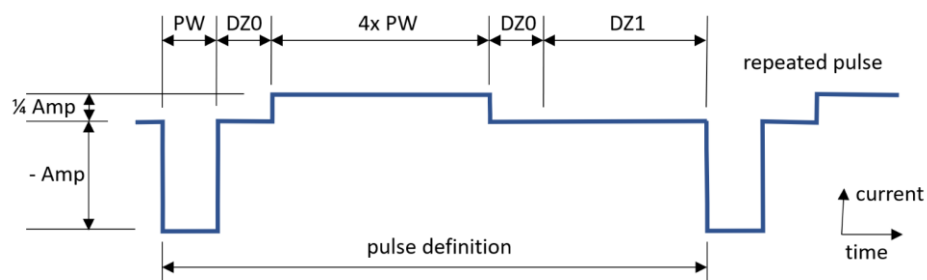 PW DZ0 4x PW DZ0 DZ1
repeated pulse
¼ Amp
- Amp
current
time
pulse definition